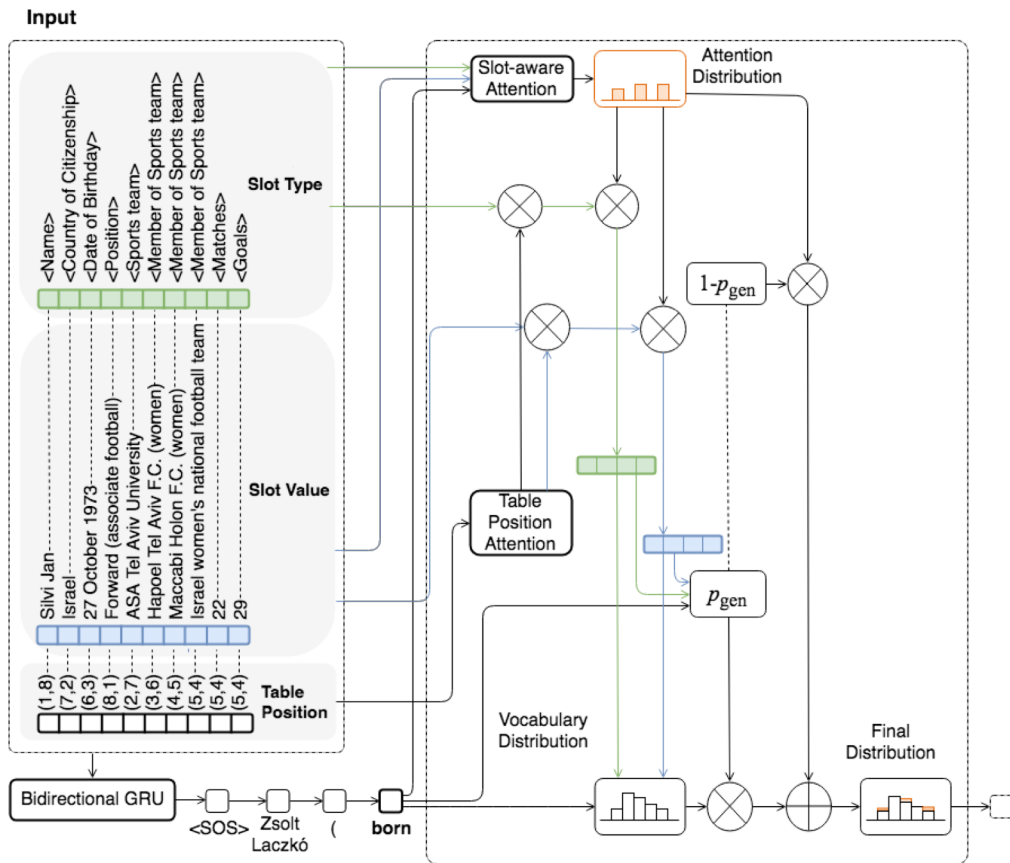 Input
<Name>
<Country of Citizenship>
<Date of Birthday>
<Position>
<Sports team>
<Member of Sports team>
<Member of Sports team>
<Member of Sports team>
<Matches>
<Goals>
Slot Type
Silvi Jan
Israel
27 October 1973
Forward (associate football)
ASA Tel Aviv University
Hapoel Tel Aviv F.C. (women)
Maccabi Holon F.C. (women)
Israel women's national football team
22
29
Slot Value
(1,8)
(7,2)
(6,3)
(8,1)
(2,7)
(3,6)
(4,5)
(5,4)
(5,4)
(5,4)
Table
Position
Bidirectional GRU
<SOS>
Zsolt
Laczkó
(
born
Slot-aware
Attention
Attention
Distribution
1-pgen
Table
Position
Attention
pgen
Vocabulary
Distribution
Final
Distribution